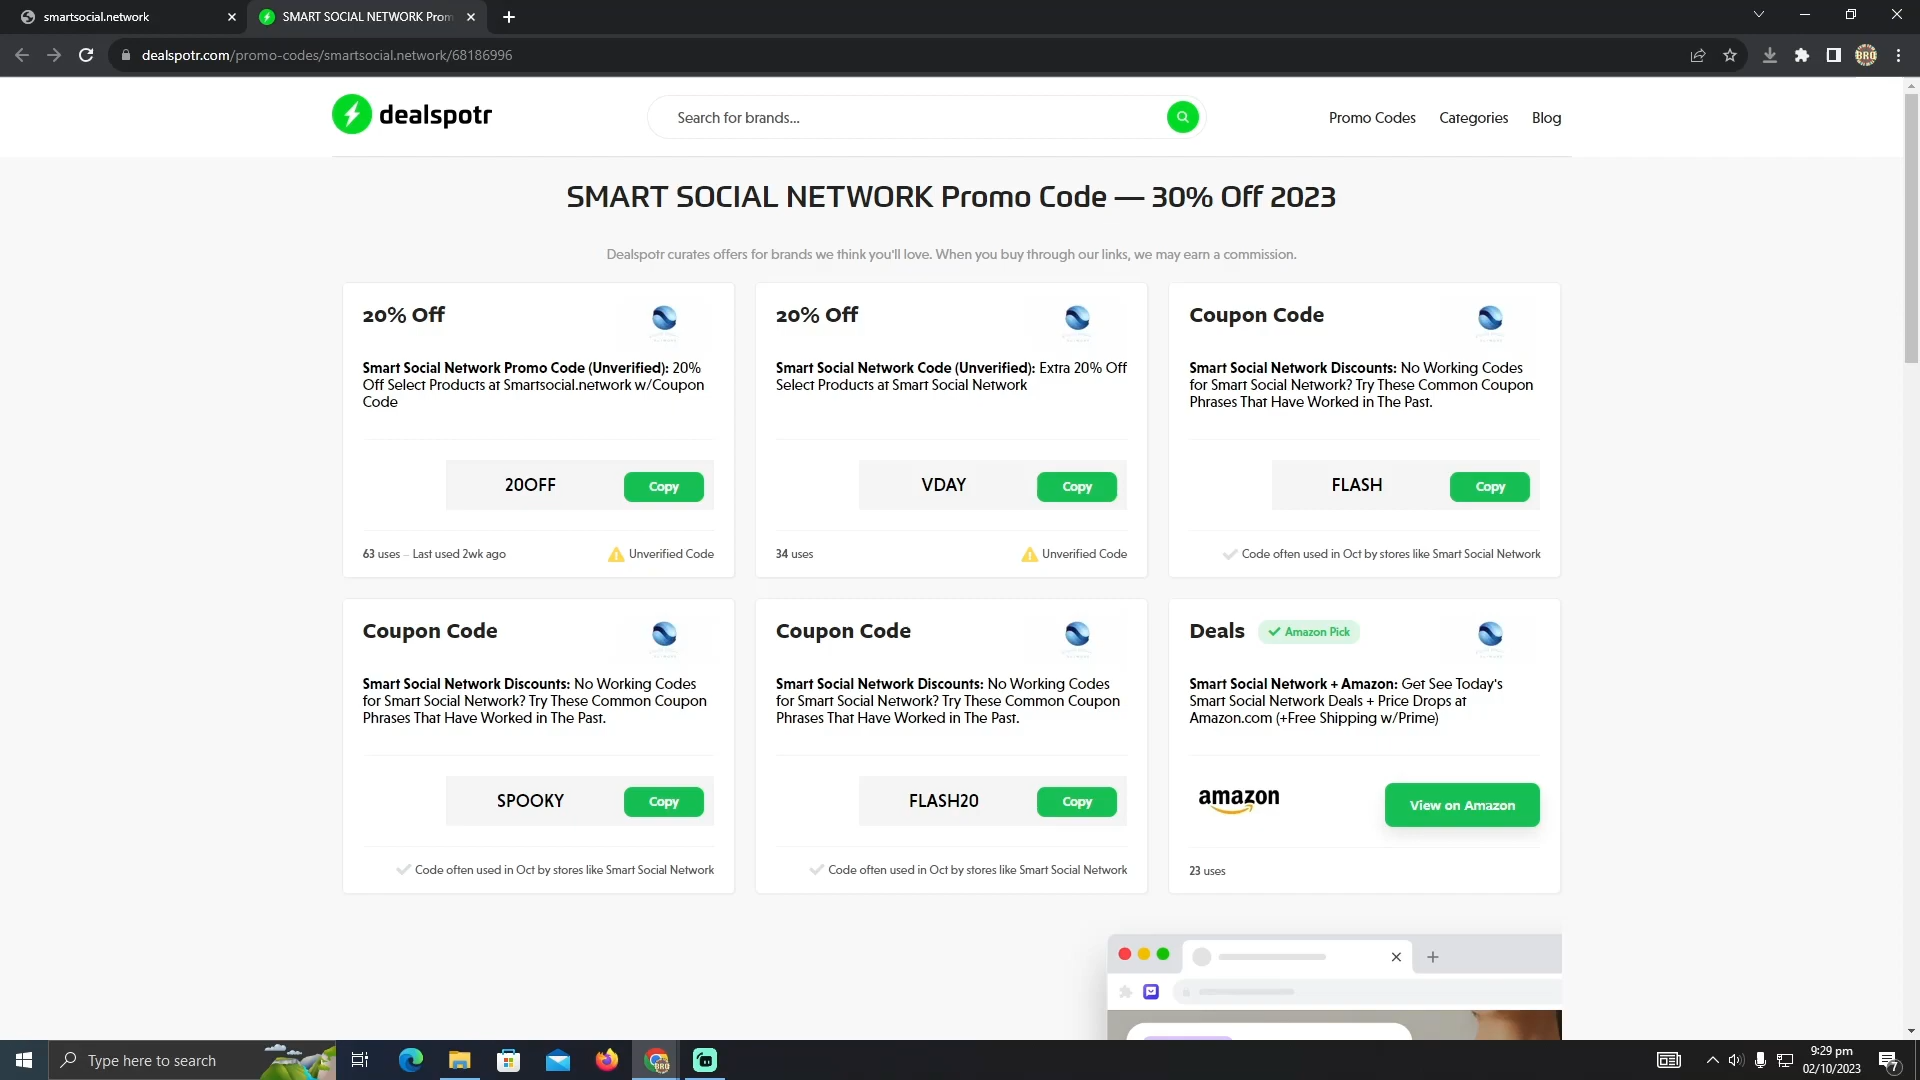 smartsocial.network
SMART SOCIAL NETWORK Prom
dealspotr.com/promo-codes/smartsocial.network/68186996
BRO
dealspotr
Search for brands...
Promo Codes
Categories
Blog
SMART SOCIAL NETWORK Promo Code — 30% Off 2023
Dealspotr curates offers for brands we think you'll love. When you buy through our links, we may earn a commission.
20% Off
Smart Social Network Promo Code (Unverified): 20%
Off Select Products at Smartsocial.network w/Coupon
Code
20OFF
Copy
63 uses – Last used 2wk ago
Unverified Code
20% Off
Smart Social Network Code (Unverified): Extra 20% Off
Select Products at Smart Social Network
VDAY
Copy
34 uses
Unverified Code
Coupon Code
Smart Social Network Discounts: No Working Codes
for Smart Social Network? Try These Common Coupon
Phrases That Have Worked in The Past.
FLASH
Copy
Code often used in Oct by stores like Smart Social Network
Coupon Code
Smart Social Network Discounts: No Working Codes
for Smart Social Network? Try These Common Coupon
Phrases That Have Worked in The Past.
SPOOKY
Copy
Code often used in Oct by stores like Smart Social Network
Coupon Code
Smart Social Network Discounts: No Working Codes
for Smart Social Network? Try These Common Coupon
Phrases That Have Worked in The Past.
FLASH20
Copy
Code often used in Oct by stores like Smart Social Network
Deals
Amazon Pick
Smart Social Network + Amazon: Get See Today's
Smart Social Network Deals + Price Drops at
Amazon.com (+Free Shipping w/Prime)
amazon
View on Amazon
23 uses
Type here to search
BRO
9:29 pm
02/10/2023
7